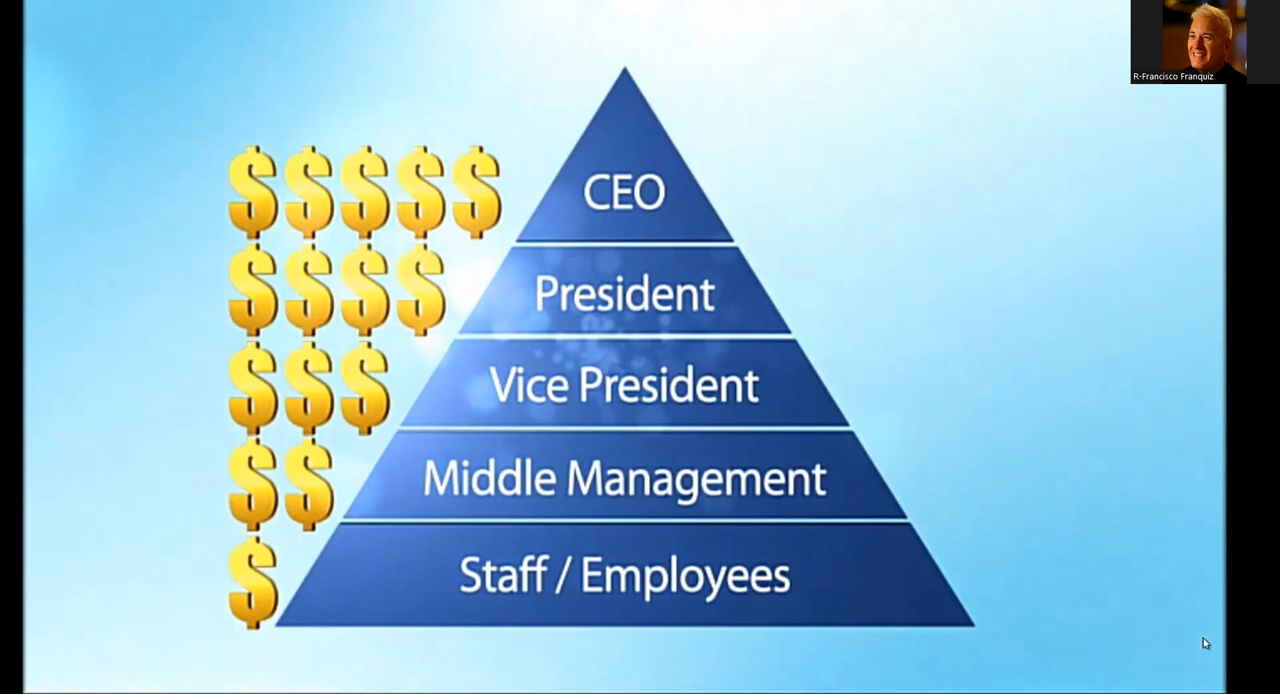 R-Francisco Franquiz
$$$$$ CEO
$$$$ President
$$$ Vice President
$$ Middle Management
$ Staff / Employees